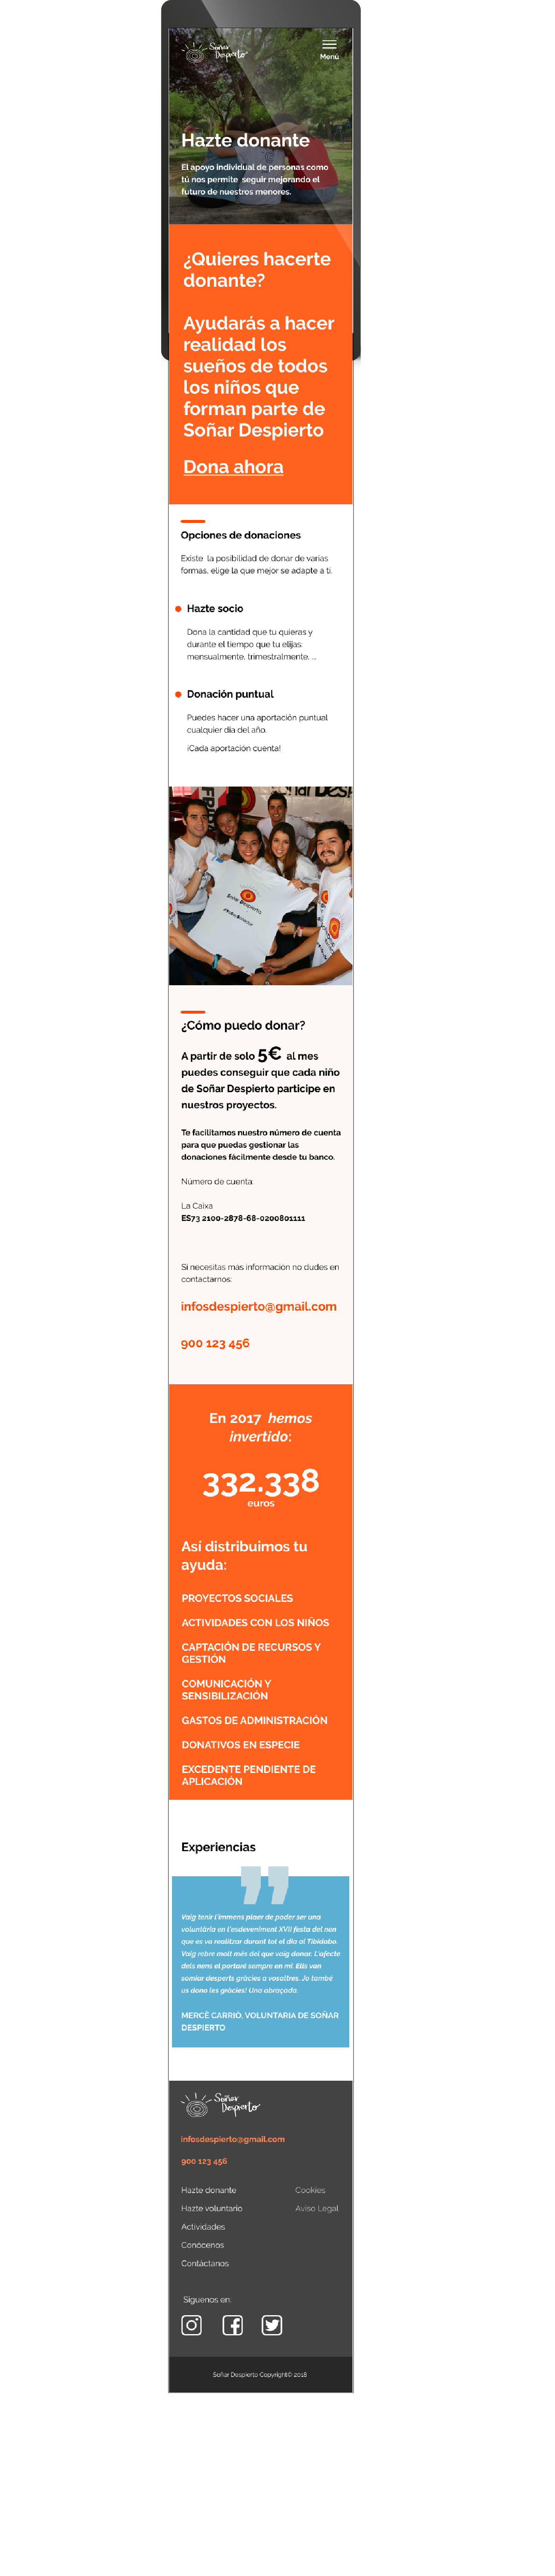 Soñar
Despierto
Menú
Hazte donante
El apoyo individual de personas como
tú nos permite seguir mejorando el
futuro de nuestros menores.
¿Quieres hacerte
donante?
Ayudarás a hacer
realidad los
sueños de todos
los niños que
forman parte de
Soñar Despierto
Dona ahora
Opciones de donaciones
Existe la posibilidad de donar de varias
formas, elige la que mejor se adapte a ti.
Hazte socio
Dona la cantidad que tu quieras y
durante el tiempo que tu elijas:
mensualmente, trimestralmente, ...
Donación puntual
Puedes hacer una aportación puntual
cualquier día del año.
¡Cada aportación cuenta!
Soñar Despierto
¿Cómo puedo donar?
A partir de solo 5€ al mes
puedes conseguir que cada niño
de Soñar Despierto participe en
nuestros proyectos.
Te facilitamos nuestro número de cuenta
para que puedas gestionar las
donaciones fácilmente desde tu banco.
Número de cuenta:
La Caixa
ES73 2100-2878-68-0200801111
Si necesitas más información no dudes en
contactarnos:
infosdespierto@gmail.com
900 123 456
En 2017 hemos
invertido:
332.338
euros
Así distribuimos tu
ayuda:
PROYECTOS SOCIALES
ACTIVIDADES CON LOS NIÑOS
CAPTACIÓN DE RECURSOS Y
GESTIÓN
COMUNICACIÓN Y
SENSIBILIZACIÓN
GASTOS DE ADMINISTRACIÓN
DONATIVOS EN ESPECIE
EXCEDENTE PENDIENTE DE
APLICACIÓN
Experiencias
Vaig tenir l'immens plaer de poder ser una
voluntària en l'esdeveniment XVII festa del nen
que es va realitzar durant tot el dia al Tibidabo.
Vaig rebre molt més del que vaig donar. L'afecte
dels nens el portaré sempre en mi. Ells van
somiar desperts gràcies a vosaltres. Jo també
us dono les gràcies! Una abraçada.
MERCÈ CARRIÓ, VOLUNTARIA DE SOÑAR
DESPIERTO
Soñar
Despierto
infosdespierto@gmail.com
900 123 456
Hazte donante
Cookies
Hazte voluntario
Aviso Legal
Actividades
Conócenos
Contáctanos
Síguenos en:
Soñar Despierto Copyright© 2018